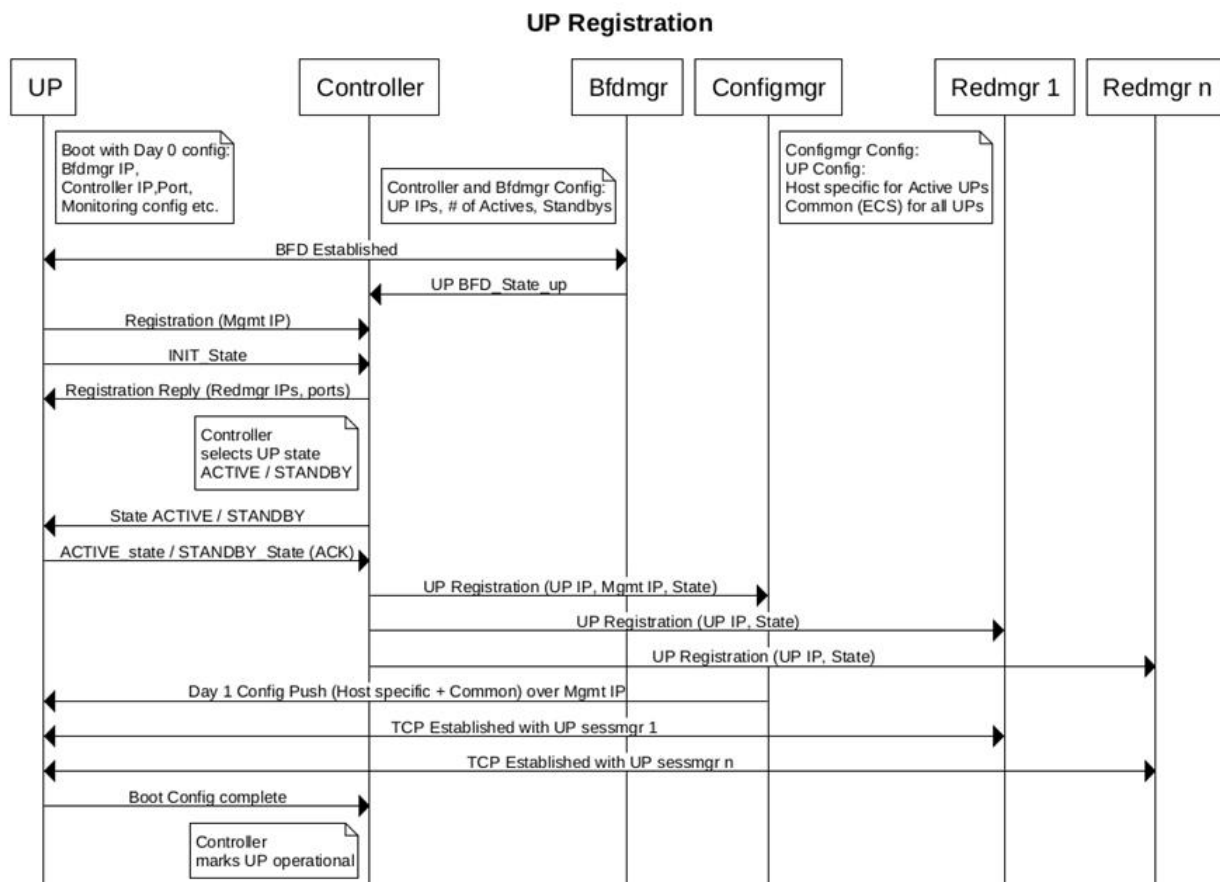 UP Registration
UP
Controller
Bfdmgr
Configmgr
Redmgr 1
Redmgr n
Boot with Day 0 config:
Bfdmgr IP,
Controller IP,Port,
Monitoring config etc.
Controller and Bfdmgr Config:
UP IPs, # of Actives, Standbys
Configmgr Config:
UP Config:
Host specific for Active UPs
Common (ECS) for all UPs
BFD Established
UP BFD_State_up
Registration (Mgmt IP)
INIT_State
Registration Reply (Redmgr IPs, ports)
Controller
selects UP state
ACTIVE / STANDBY
State ACTIVE / STANDBY
ACTIVE_state / STANDBY_State (ACK)
UP Registration (UP IP, Mgmt IP, State)
UP Registration (UP IP, State)
UP Registration (UP IP, State)
Day 1 Config Push (Host specific + Common) over Mgmt IP
TCP Established with UP sessmgr 1
TCP Established with UP sessmgr n
Boot Config complete
Controller
marks UP operational